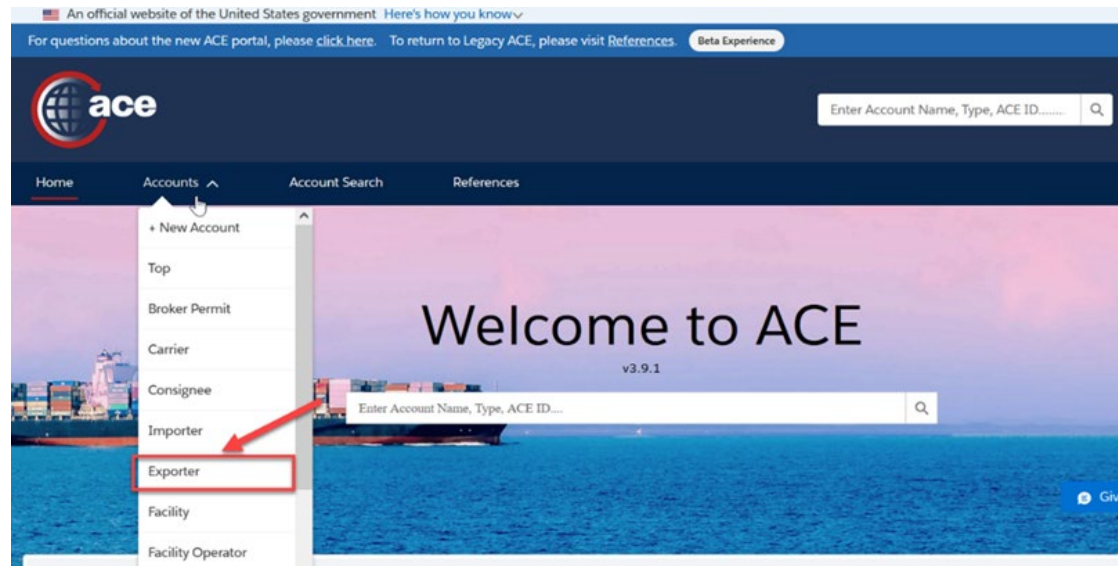 An official website of the United States government Here's how you know
For questions about the new ACE portal, please click here. To return to Legacy ACE, please visit References. Beta Experience
ace
Enter Account Name, Type, ACE ID.......
Home Accounts Account Search References
+ New Account
Top
Broker Permit
Carrier
Consignee
Importer
Exporter
Facility
Facility Operator
Welcome to ACE
v3.9.1
Enter Account Name, Type, ACE ID....